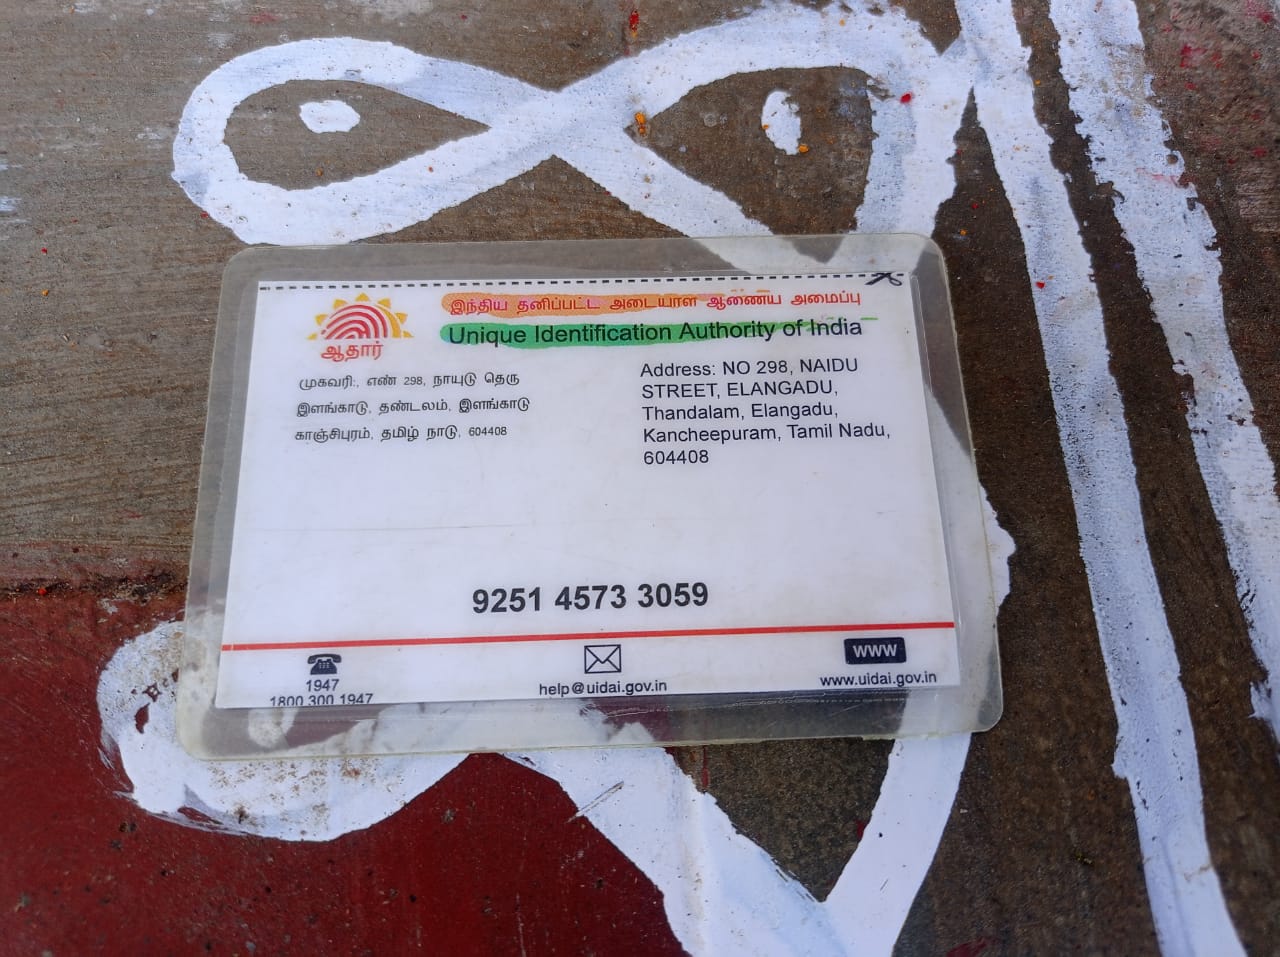 ஆதார்
இந்திய தனிப்பட்ட அடையாள ஆணைய அமைப்பு
Unique Identification Authority of India
முகவரி:, எண் 298, நாயுடு தெரு
இளங்காடு, தண்டலம், இளங்காடு
காஞ்சிபுரம், தமிழ் நாடு, 604408
Address: NO 298, NAIDU
STREET, ELANGADU,
Thandalam, Elangadu,
Kancheepuram, Tamil Nadu,
604408
9251 4573 3059
1947
1800 300 1947
help@uidai.gov.in
WWW
www.uidai.gov.in